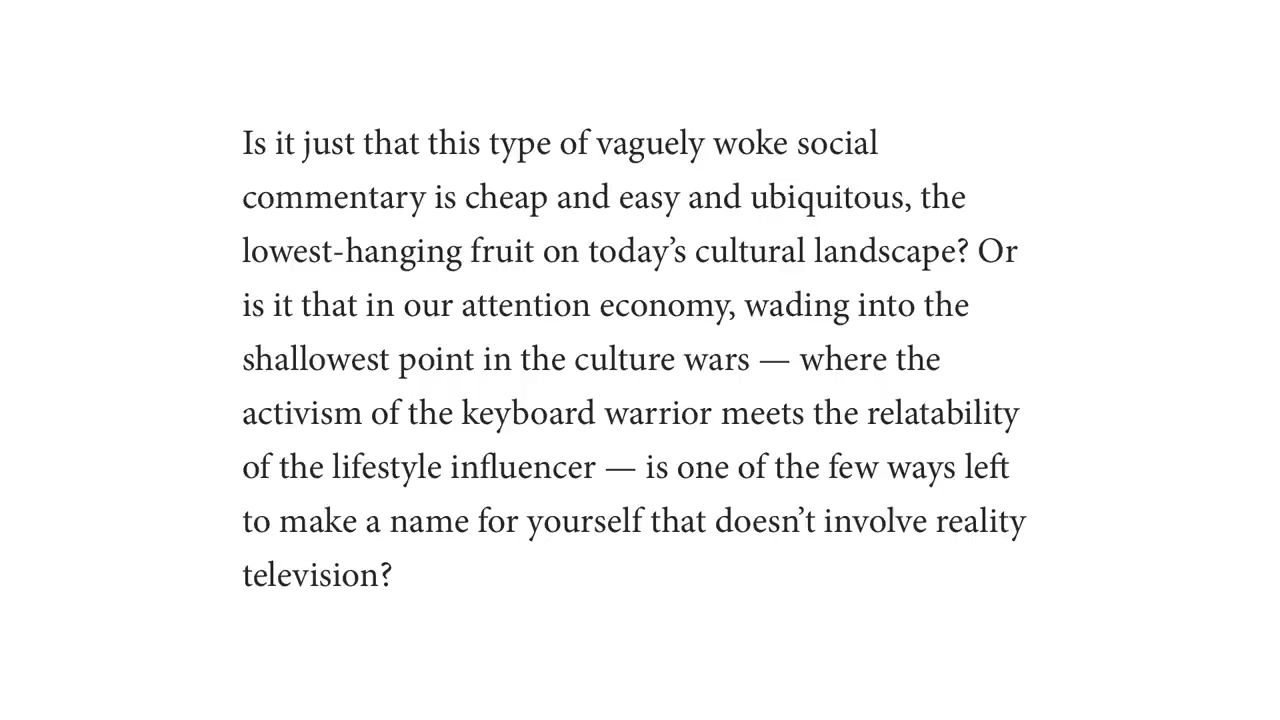 Is it just that this type of vaguely woke social
commentary is cheap and easy and ubiquitous, the
lowest-hanging fruit on today’s cultural landscape? Or
is it that in our attention economy, wading into the
shallowest point in the culture wars — where the
activism of the keyboard warrior meets the relatability
of the lifestyle influencer — is one of the few ways left
to make a name for yourself that doesn’t involve reality
television?